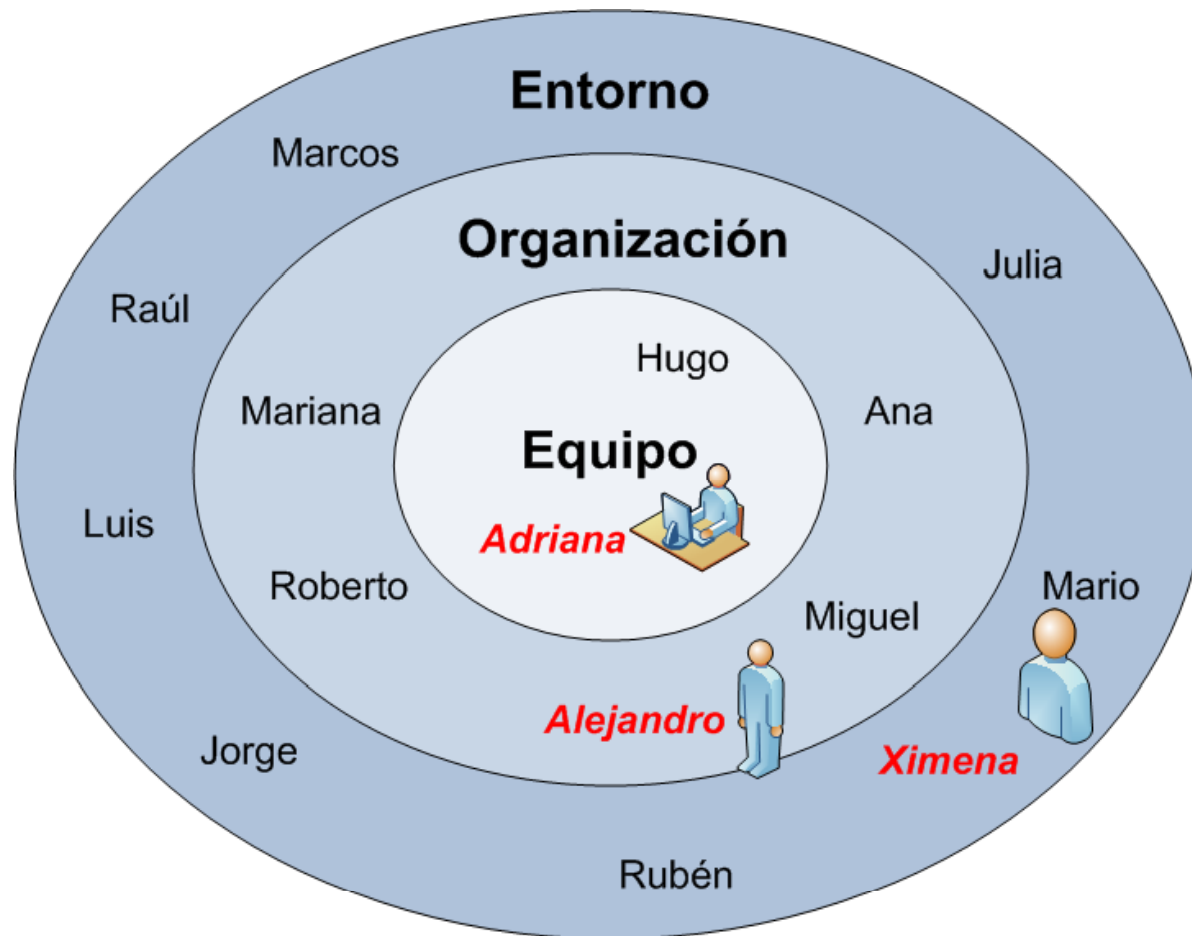 Entorno
Marcos
Organización
Julia
Raúl
Hugo
Mariana
Ana
Equipo
Luis
Adriana
Roberto
Mario
Miguel
Alejandro
Jorge
Ximena
Rubén